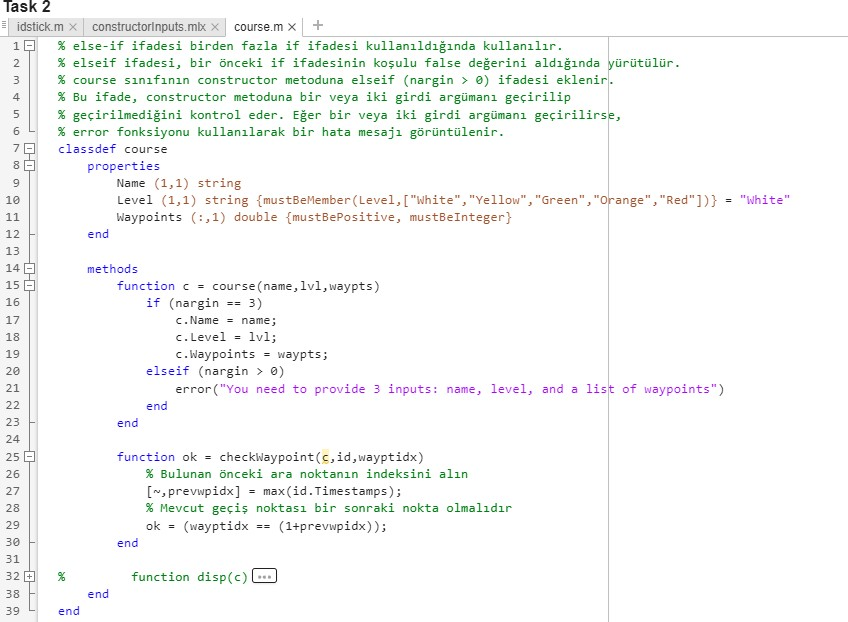 Task 2
idstick.m × constructorInputs.mlx × course.m × +
1 % else-if ifadesi birden fazla if ifadesi kullanıldığında kullanılır.
2 % elseif ifadesi, bir önceki if ifadesinin koşulu false değerini aldığında yürütülür.
3 % course sınıfının constructor metoduna elseif (nargin > 0) ifadesi eklenir.
4 % Bu ifade, constructor metoduna bir veya iki girdi argümanı geçirilip
5 % geçirilmediğini kontrol eder. Eğer bir veya iki girdi argümanı geçirilirse,
6 % error fonksiyonu kullanılarak bir hata mesajı görüntülenir.
7 classdef course
8 properties
9 Name (1,1) string
10 Level (1,1) string {mustBeMember(Level,["White","Yellow","Green","Orange","Red"])} = "White"
11 Waypoints (:,1) double {mustBePositive, mustBeInteger}
12 end
13
14 methods
15 function c = course(name,lvl,waypts)
16 if (nargin == 3)
17 c.Name = name;
18 c.Level = lvl;
19 c.Waypoints = waypts;
20 elseif (nargin > 0)
21 error("You need to provide 3 inputs: name, level, and a list of waypoints")
22 end
23 end
24
25 function ok = checkWaypoint(c,id,wayptidx)
26 % Bulunan önceki ara noktanın indeksini alın
27 [~,prevwpidx] = max(id.Timestamps);
28 % Mevcut geçiş noktası bir sonraki nokta olmalıdır
29 ok = (wayptidx == (1+prevwpidx));
30 end
31
32 % function disp(c) ...
38 end
39 end